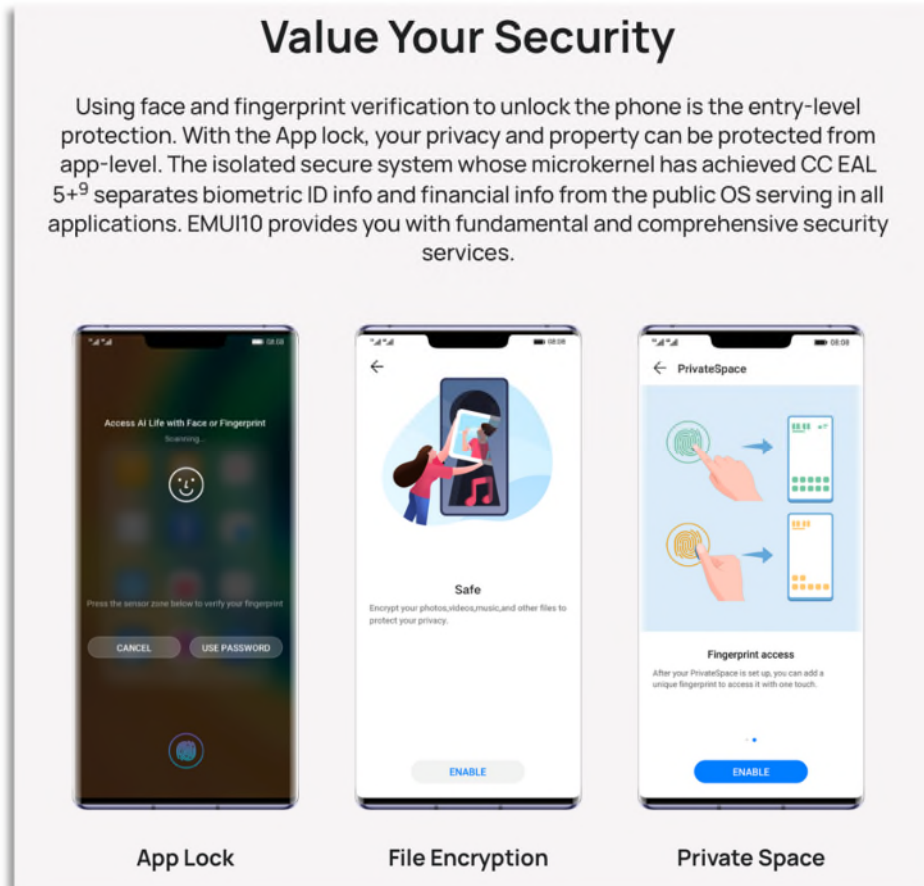 Value Your Security
Using face and fingerprint verification to unlock the phone is the entry-level
protection. With the App lock, your privacy and property can be protected from
app-level. The isolated secure system whose microkernel has achieved CC EAL
5+9 separates biometric ID info and financial info from the public OS serving in all
applications. EMUI10 provides you with fundamental and comprehensive security
services.
08:08
Access AI Life with Face or Fingerprint
Scanning...
Press the sensor zone below to verify your fingerprint
CANCEL
USE PASSWORD
App Lock
08:08
Safe
Encrypt your photos,videos,music,and other files to
protect your privacy.
ENABLE
File Encryption
08:08
PrivateSpace
Fingerprint access
After your PrivateSpace is set up, you can add a
unique fingerprint to access it with one touch.
ENABLE
Private Space